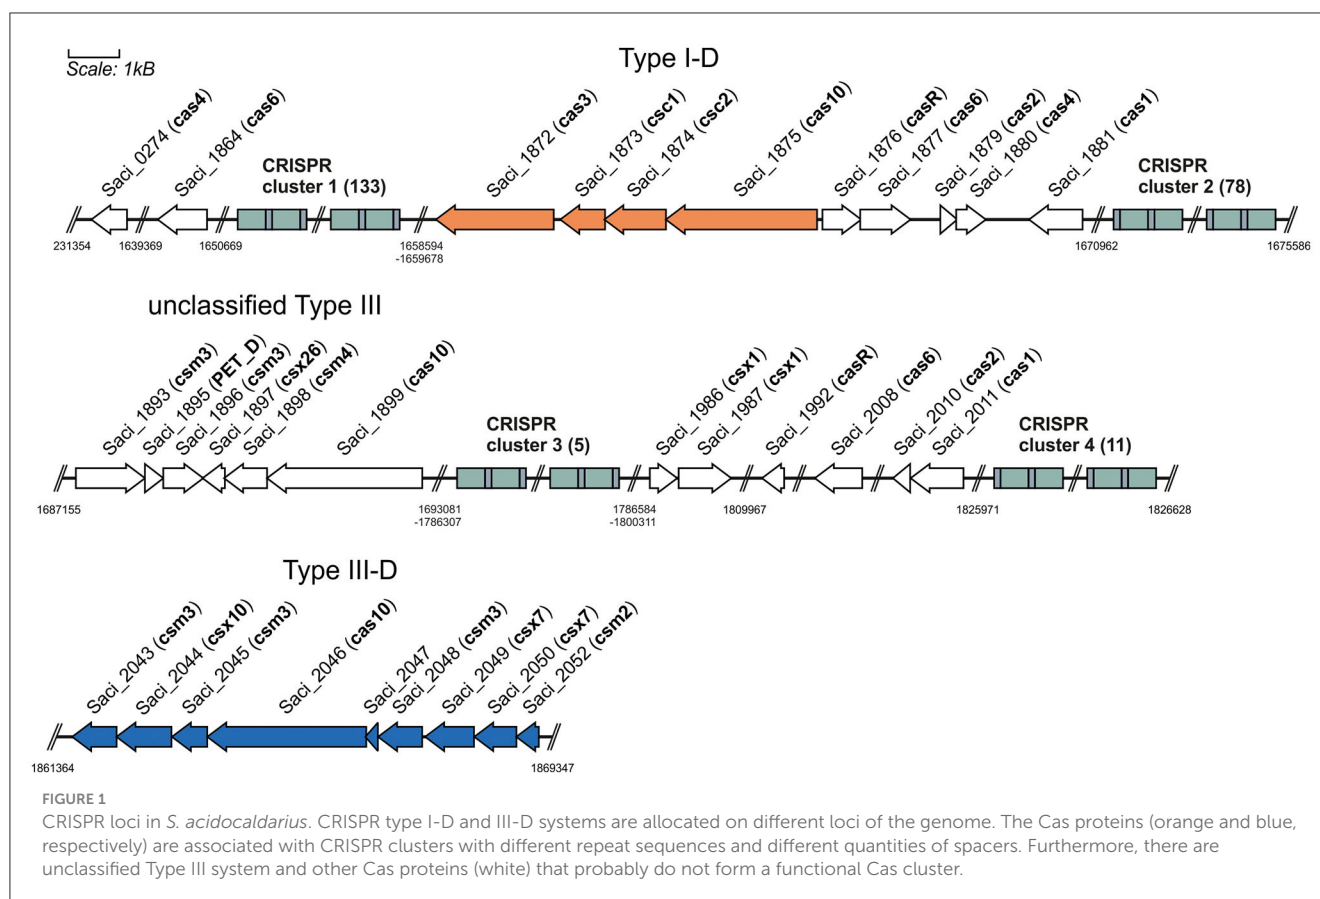 Scale: 1kB
Type I-D
Saci_0274 (cas4)
Saci_1864 (cas6)
CRISPR
cluster 1 (133)
Saci_1872 (cas3)
Saci_1873 (csc1)
Saci_1874 (csc2)
Saci_1875 (cas10)
Saci_1876 (casR)
Saci_1877 (cas6)
Saci_1879 (cas2)
Saci_1880 (cas4)
Saci_1881 (cas1)
CRISPR
cluster 2 (78)
231354
1639369
1650669
1658594
-1659678
1670962
1675586
unclassified Type III
Saci_1893 (csm3)
Saci_1895 (PET_D)
Saci_1896 (csm3)
Saci_1897 (csx26)
Saci_1898 (csm4)
Saci_1899 (cas10)
CRISPR
cluster 3 (5)
Saci_1986 (csx1)
Saci_1987 (csx1)
Saci_1992 (casR)
Saci_2008 (cas6)
Saci_2010 (cas2)
Saci_2011 (cas1)
CRISPR
cluster 4 (11)
1687155
1693081
-1786307
1786584
-1800311
1809967
1825971
1826628
Type III-D
Saci_2043 (csm3)
Saci_2044 (csx10)
Saci_2045 (csm3)
Saci_2046 (cas10)
Saci_2047
Saci_2048 (csm3)
Saci_2049 (csx7)
Saci_2050 (csx7)
Saci_2052 (csm2)
1861364
1869347
FIGURE 1
CRISPR loci in S. acidocaldarius. CRISPR type I-D and III-D systems are allocated on different loci of the genome. The Cas proteins (orange and blue,
respectively) are associated with CRISPR clusters with different repeat sequences and different quantities of spacers. Furthermore, there are
unclassified Type III system and other Cas proteins (white) that probably do not form a functional Cas cluster.